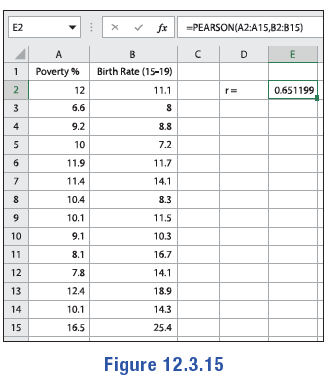 E2 fx =PEARSON(A2:A15,B2:B15)
A B C D E
1 Poverty % Birth Rate (15-19)
2 12 11.1 r = 0.651199
3 6.6 8
4 9.2 8.8
5 10 7.2
6 11.9 11.7
7 11.4 14.1
8 10.4 8.3
9 10.1 11.5
10 9.1 10.3
11 8.1 16.7
12 7.8 14.1
13 12.4 18.9
14 10.1 14.3
15 16.5 25.4
Figure 12.3.15